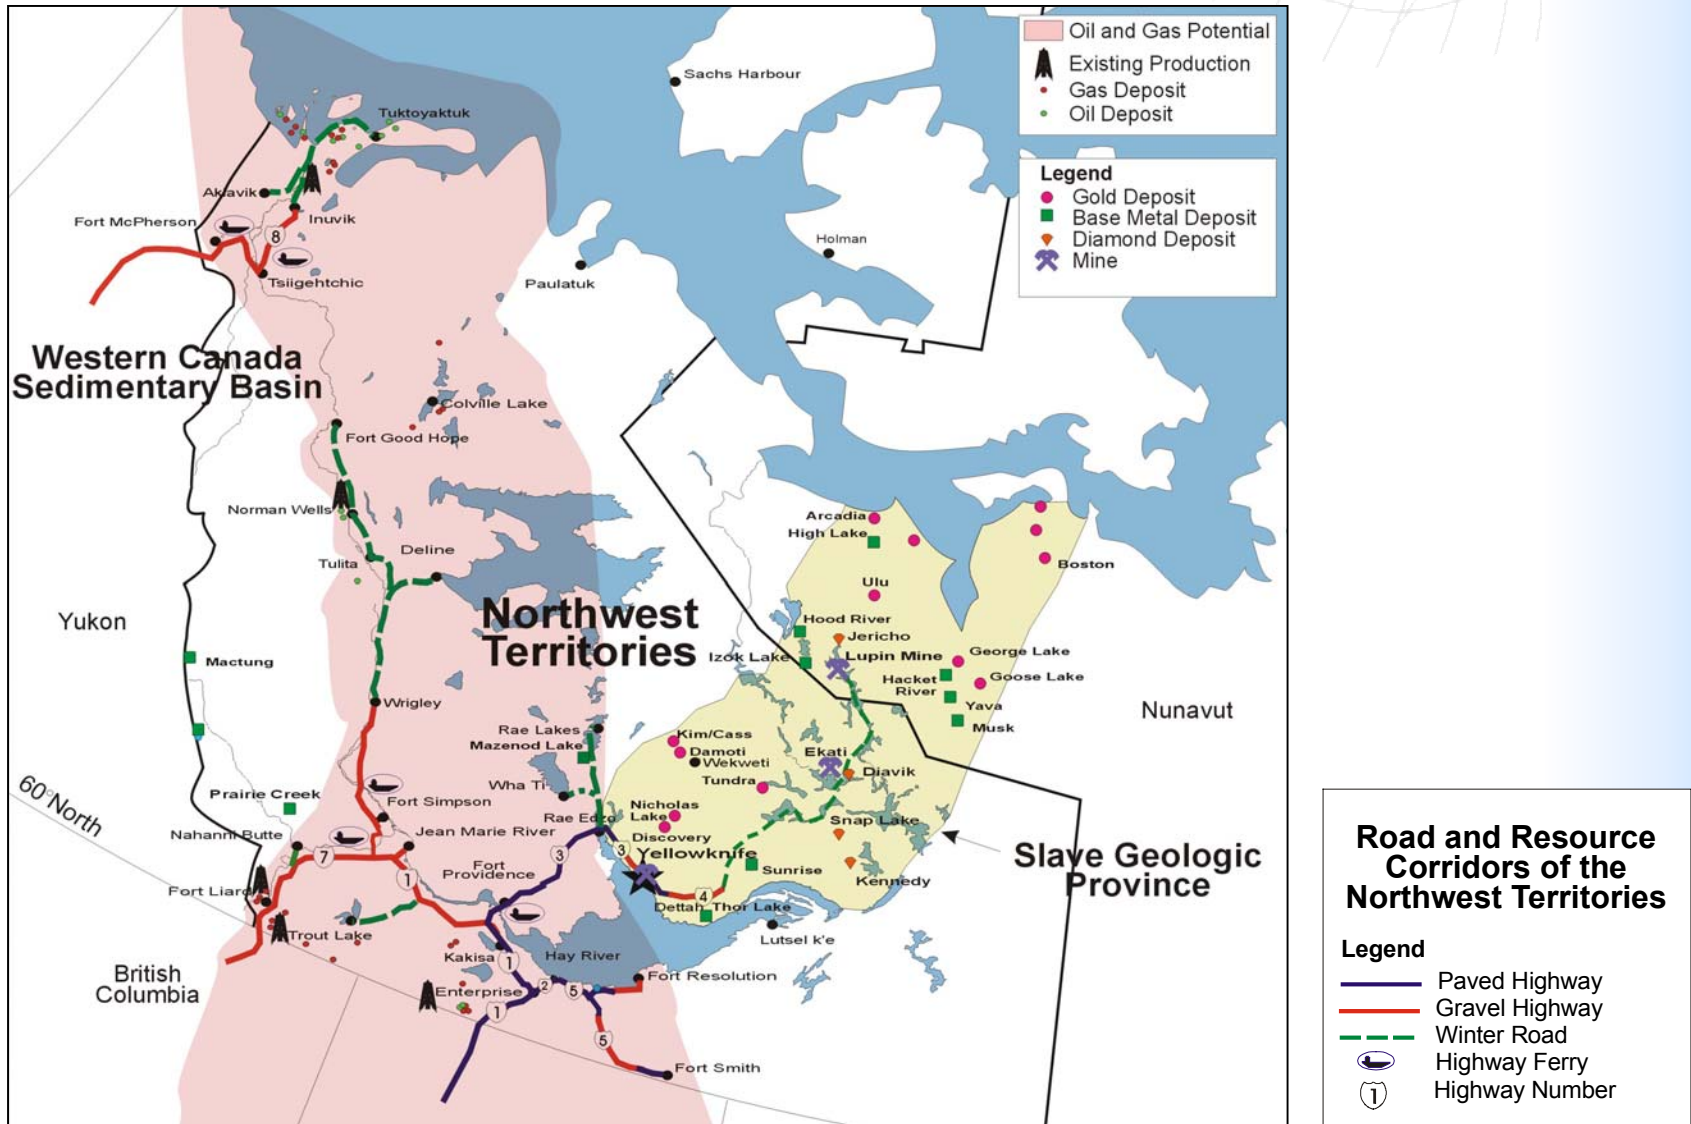 Oil and Gas Potential
Existing Production
Gas Deposit
Oil Deposit
Legend
Gold Deposit
Base Metal Deposit
Diamond Deposit
Mine
Sachs Harbour
Tuktoyaktuk
Aklavik
Inuvik
Fort McPherson
8
Tsiigehtchic
Holman
Paulatuk
Western Canada
Sedimentary Basin
Colville Lake
Fort Good Hope
Norman Wells
Deline
Tulita
Arcadia
High Lake
Boston
Ulu
Northwest
Territories
Yukon
Mactung
Hood River
Jericho
Izok Lake
Lupin Mine
George Lake
Hacket
River
Goose Lake
Yava
Musk
Nunavut
Wrigley
Rae Lakes
Mazenod Lake
Kim/Cass
Damoti
Wekweti
Ekati
Diavik
Tundra
Wha Ti
60°North
Prairie Creek
Fort Simpson
Nicholas
Lake
Discovery
Snap Lake
Nahanni Butte
Jean Marie River
Rae Edzo
3
Yellowknife
Slave Geologic
Province
7
1
Fort
Providence
3
Sunrise
Kennedy
Fort Liard
4
Dettah
Thor Lake
Trout Lake
Lutsel k'e
Kakisa
1
Hay River
British
Columbia
Fort Resolution
Enterprise
2
5
1
5
Fort Smith
Road and Resource
Corridors of the
Northwest Territories
Legend
Paved Highway
Gravel Highway
Winter Road
Highway Ferry
1
Highway Number